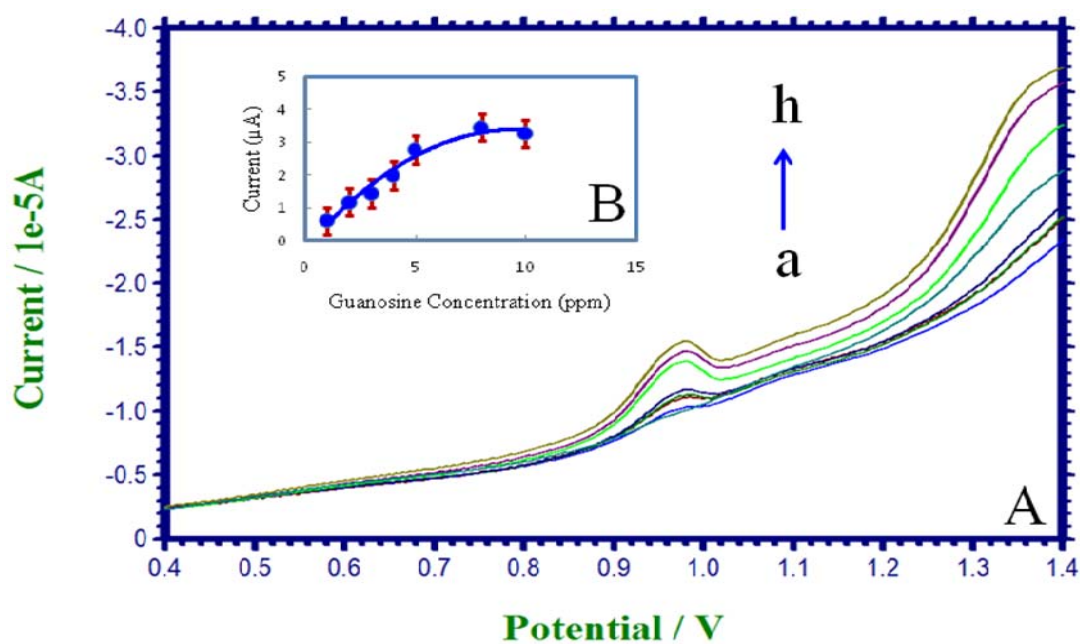 -4.0
-3.5
-3.0
-2.5
-2.0
-1.5
-1.0
-0.5
0
Current / 1e-5A
0.4 0.5 0.6 0.7 0.8 0.9 1.0 1.1 1.2 1.3 1.4
Potential / V
5
4
3
2
1
0
Current (μA)
0 5 10 15
Guanosine Concentration (ppm)
B
h
a
A